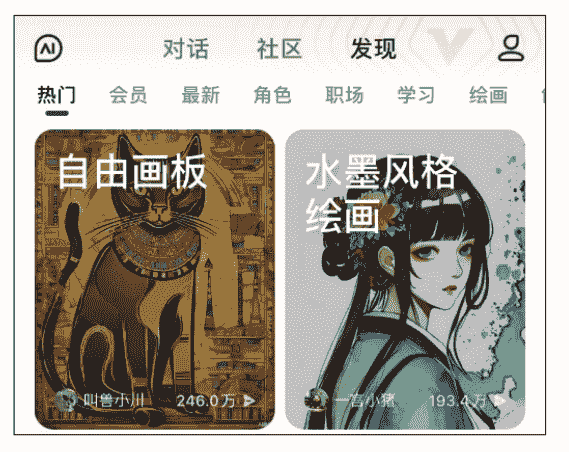 AI
对话 社区 发现
热门 会员 最新 角色 职场 学习 绘画
自由画板
叫兽小川 246.0万
水墨风格
绘画
一宫小猪 193.4万